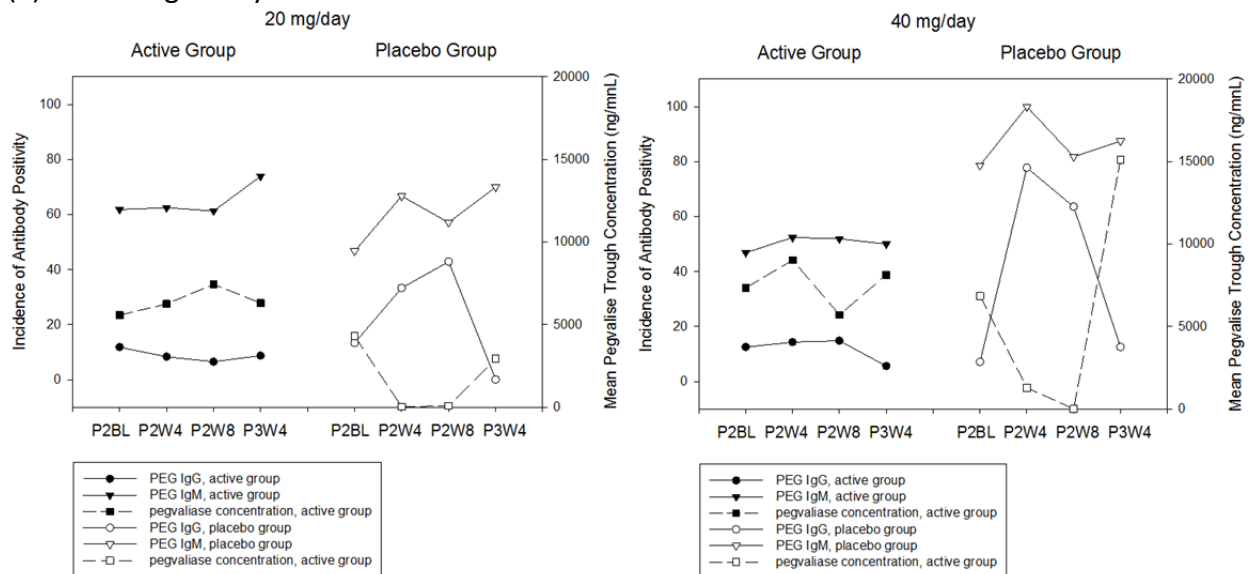 20 mg/day
Active Group
Placebo Group
Incidence of Antibody Positivity
100
80
60
40
20
0
20000
15000
10000
5000
0
Mean Pegvalise Trough Concentration (ng/mnL)
P2BL P2W4 P2W8 P3W4
P2BL P2W4 P2W8 P3W4
PEG IgG, active group
PEG IgM, active group
pegvaliase concentration, active group
PEG IgG, placebo group
PEG IgM, placebo group
pegvaliase concentration, active group
40 mg/day
Active Group
Placebo Group
Incidence of Antibody Positivity
100
80
60
40
20
0
20000
15000
10000
5000
0
Mean Pegvalise Trough Concentration (ng/mnL)
P2BL P2W4 P2W8 P3W4
P2BL P2W4 P2W8 P3W4
PEG IgG, active group
PEG IgM, active group
pegvaliase concentration, active group
PEG IgG, placebo group
PEG IgM, placebo group
pegvaliase concentration, active group